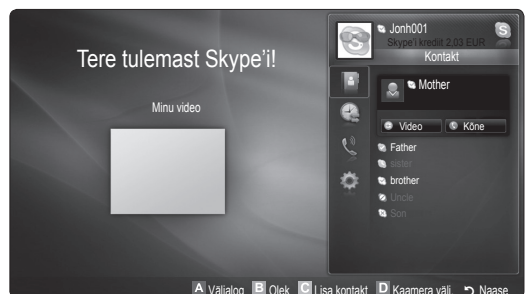 Tere tulemast Skype'i!
Minu video
Jonh001
Skype'i krediit 2,03 EUR
Kontakt
Mother
Video Kõne
Father
sister
brother
Uncle
Son
A Väljalog B Olek C Lisa kontakt D Kaamera väli Naase